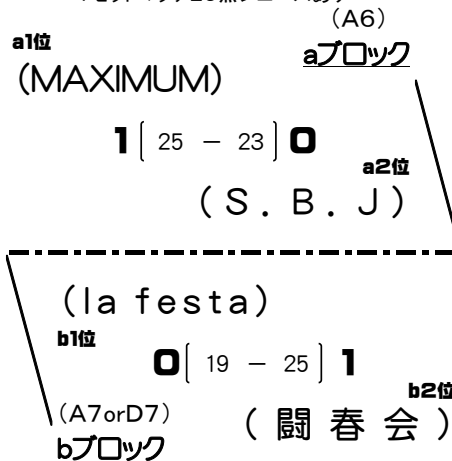 (A6)
a1位
aブロック
(MAXIMUM)
1[ 25 － 23 ]0
a2位
(S．B．J)
(la festa)
b1位
0[ 19 － 25 ]1
b2位
(A7orD7)
(闘春会)
bブロック